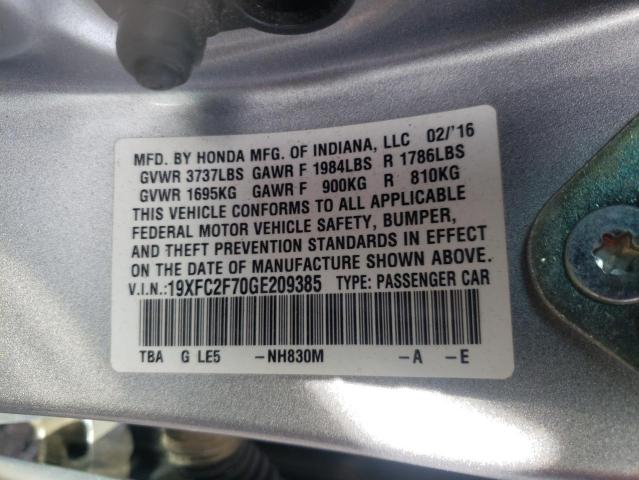 MFD. BY HONDA MFG. OF INDIANA, LLC 02/'16
GVWR 3737LBS GAWR F 1984LBS R 1786LBS
GVWR 1695KG GAWR F 900KG R 810KG
THIS VEHICLE CONFORMS TO ALL APPLICABLE
FEDERAL MOTOR VEHICLE SAFETY, BUMPER,
AND THEFT PREVENTION STANDARDS IN EFFECT
ON THE DATE OF MANUFACTURE SHOWN ABOVE.
V.I.N.:19XFC2F70GE209385 TYPE: PASSENGER CAR
TBA G LE5 -NH830M -A -E